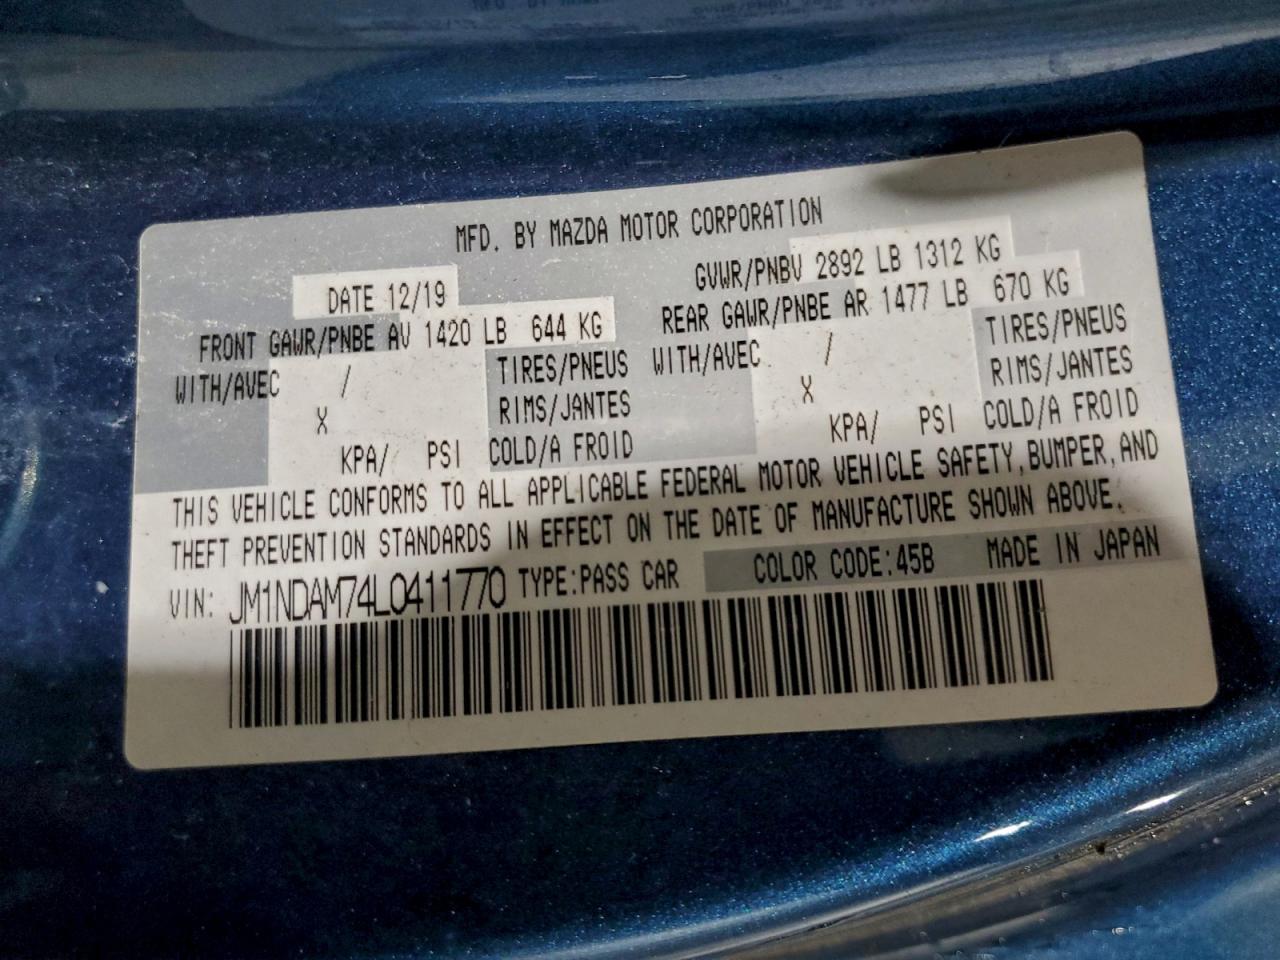 MFD. BY MAZDA MOTOR CORPORATION
DATE 12/19
GVWR/PNBV 2892 LB 1312 KG
FRONT GAWR/PNBE AV 1420 LB 644 KG
REAR GAWR/PNBE AR 1477 LB 670 KG
WITH/AVEC / TIRES/PNEUS
WITH/AVEC / TIRES/PNEUS
X RIMS/JANTES
X RIMS/JANTES
KPA/ PSI COLD/A FROID
KPA/ PSI COLD/A FROID
THIS VEHICLE CONFORMS TO ALL APPLICABLE FEDERAL MOTOR VEHICLE SAFETY, BUMPER, AND
THEFT PREVENTION STANDARDS IN EFFECT ON THE DATE OF MANUFACTURE SHOWN ABOVE.
VIN: JM1NDAM74L0411770 TYPE:PASS CAR COLOR CODE:45B MADE IN JAPAN